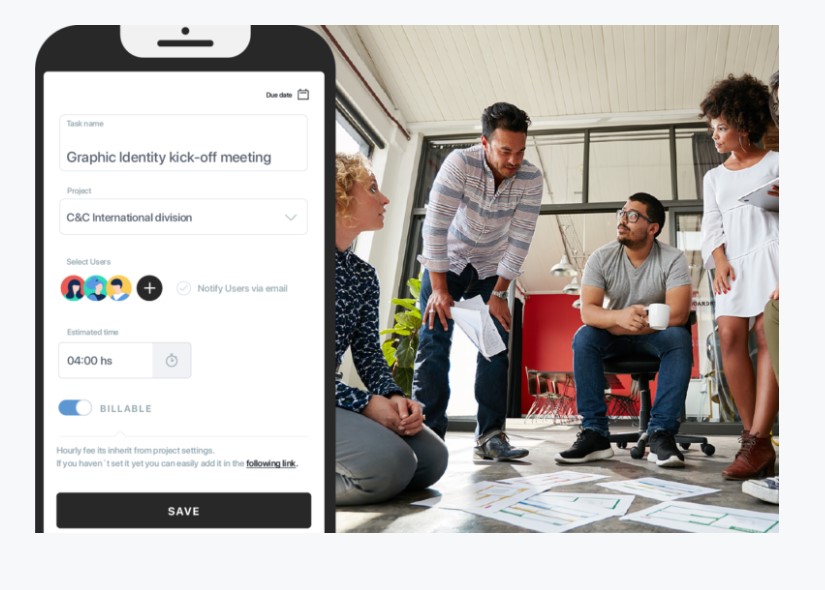 Due date
Task name
Graphic Identity kick-off meeting
Project
C&C International division
Select Users
Notify Users via email
Estimated time
04:00 hs
BILLABLE
Hourly fee its inherit from project settings.
If you haven´t set it yet you can easily add it in the following link.
SAVE